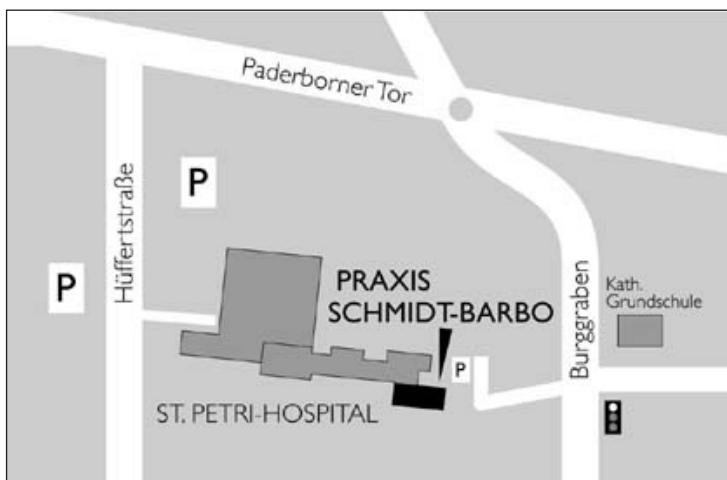 Paderborner Tor
P
Hüffertstraße
P
PRAXIS
SCHMIDT-BARBO
Burggraben
Kath.
Grundschule
P
ST. PETRI-HOSPITAL